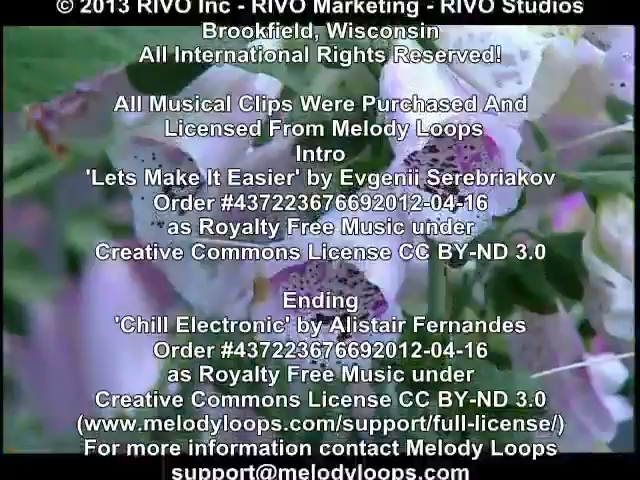 © 2013 RIVO Inc - RIVO Marketing - RIVO Studios
Brookfield, Wisconsin
All International Rights Reserved!
All Musical Clips Were Purchased And
Licensed From Melody Loops
Intro
'Lets Make It Easier' by Evgenii Serebriakov
Order #437223676692012-04-16
as Royalty Free Music under
Creative Commons License CC BY-ND 3.0
Ending
'Chill Electronic' by Alistair Fernandes
Order #437223676692012-04-16
as Royalty Free Music under
Creative Commons License CC BY-ND 3.0
(www.melodyloops.com/support/full-license/)
For more information contact Melody Loops
support@melodyloops.com